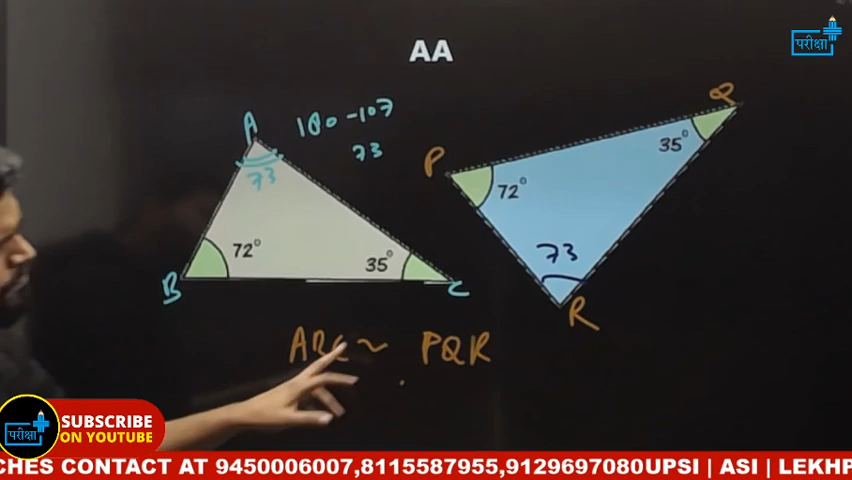 परीक्षा
AA
A
180-107
73
73
72°
35°
B
C
P
Q
72°
35°
73
R
ABC ~ PQR
परीक्षा
SUBSCRIBE
ON YOUTUBE
CHES CONTACT AT 9450006007,8115587955,9129697080UPSI | ASI | LEKHP